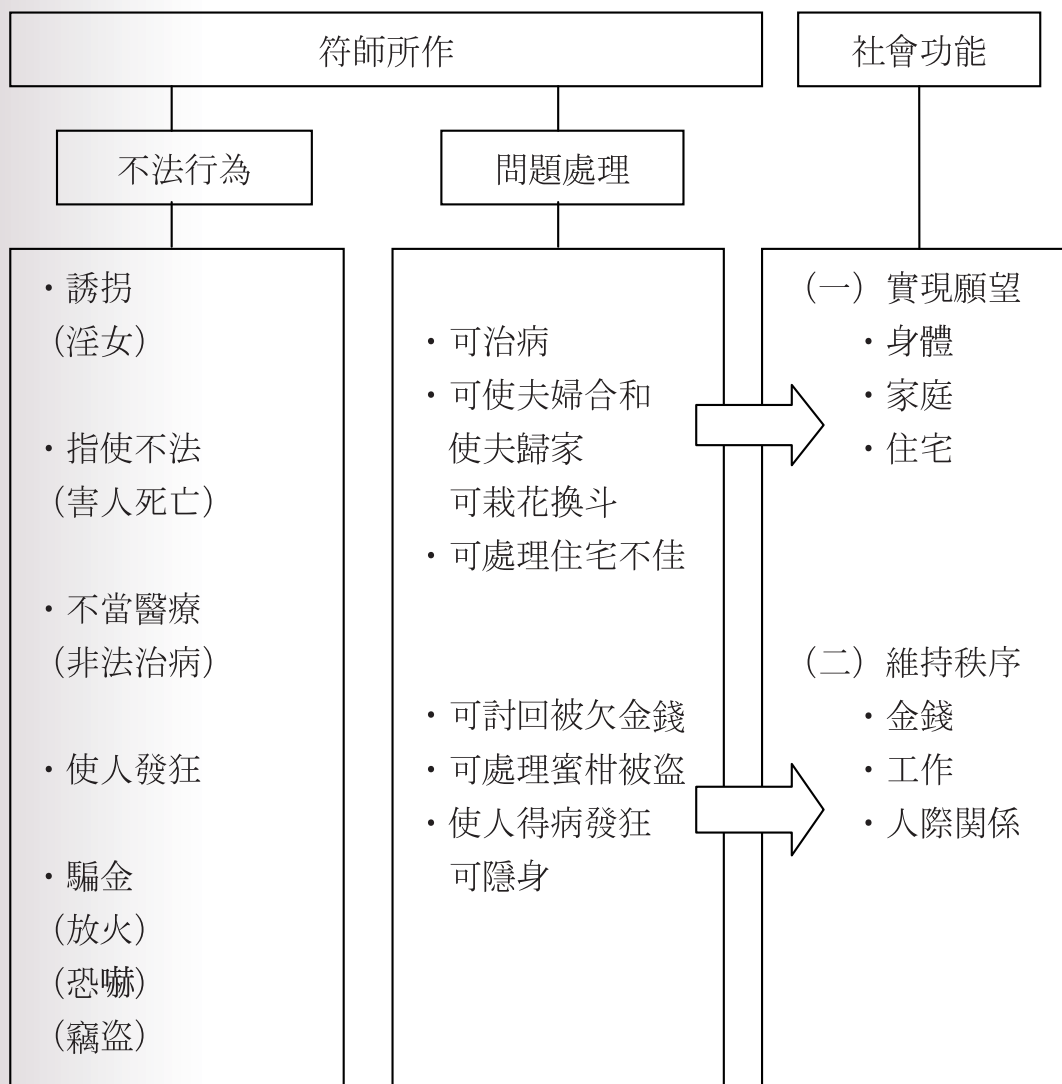 符師所作
社會功能
不法行為
問題處理
・誘拐
(淫女)
・指使不法
(害人死亡)
・不當醫療
(非法治病)
・使人發狂
・騙金
(放火)
(恐嚇)
(竊盜)
・可治病
・可使夫婦合和
使夫歸家
可栽花換斗
・可處理住宅不佳
・可討回被欠金錢
・可處理蜜柑被盜
・使人得病發狂
可隱身
(一) 實現願望
・身體
・家庭
・住宅
(二) 維持秩序
・金錢
・工作
・人際関係